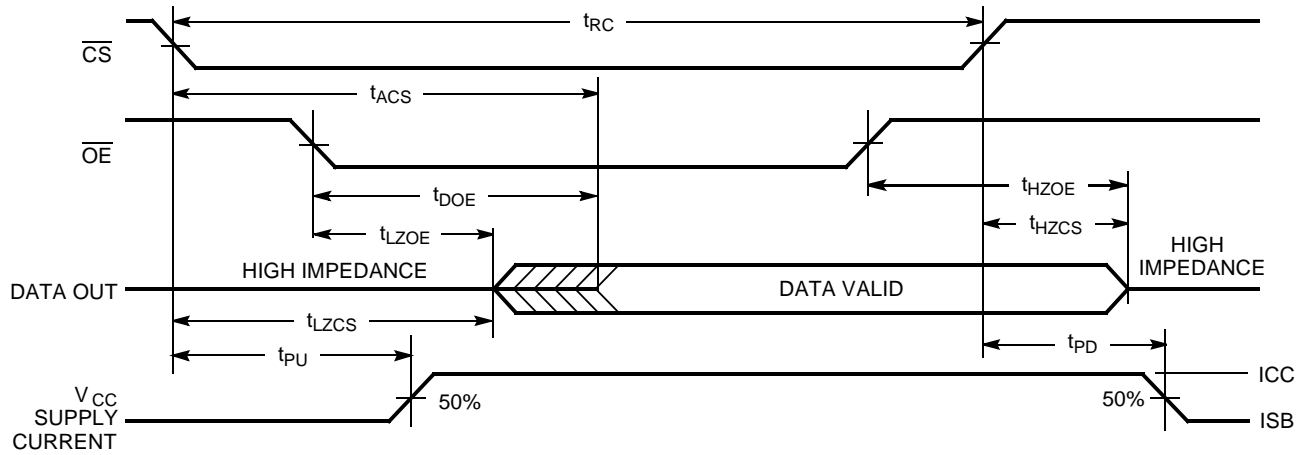 tRC
CS
tACS
OE
tDOE
tHZOE
tLZOE
tHZCS
HIGH IMPEDANCE
HIGH
IMPEDANCE
DATA OUT
DATA VALID
tLZCS
tPU
tPD
VCC
SUPPLY
CURRENT
50%
50%
ICC
ISB